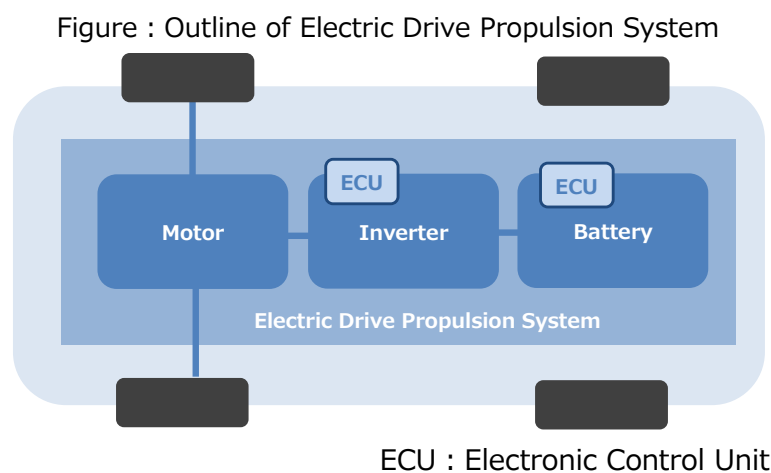 Figure : Outline of Electric Drive Propulsion System
ECU
ECU
Motor
Inverter
Battery
Electric Drive Propulsion System
ECU : Electronic Control Unit